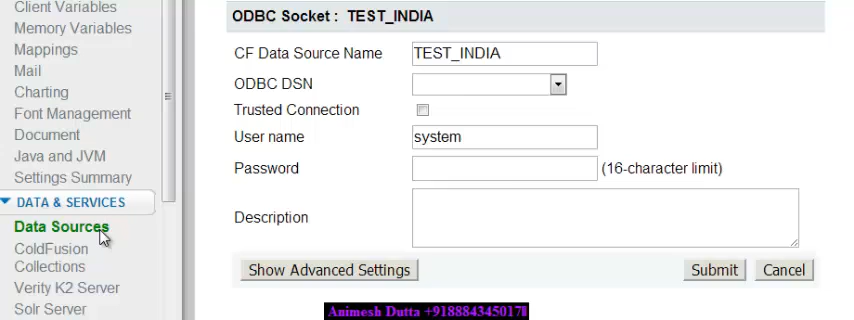 Client Variables
Memory Variables
Mappings
Mail
Charting
Font Management
Document
Java and JVM
Settings Summary
DATA & SERVICES
Data Sources
ColdFusion
Collections
Verity K2 Server
Solr Server
ODBC Socket : TEST_INDIA
CF Data Source Name TEST_INDIA
ODBC DSN
Trusted Connection
User name system
Password (16-character limit)
Description
Show Advanced Settings Submit Cancel
Animesh Dutta +918884345017